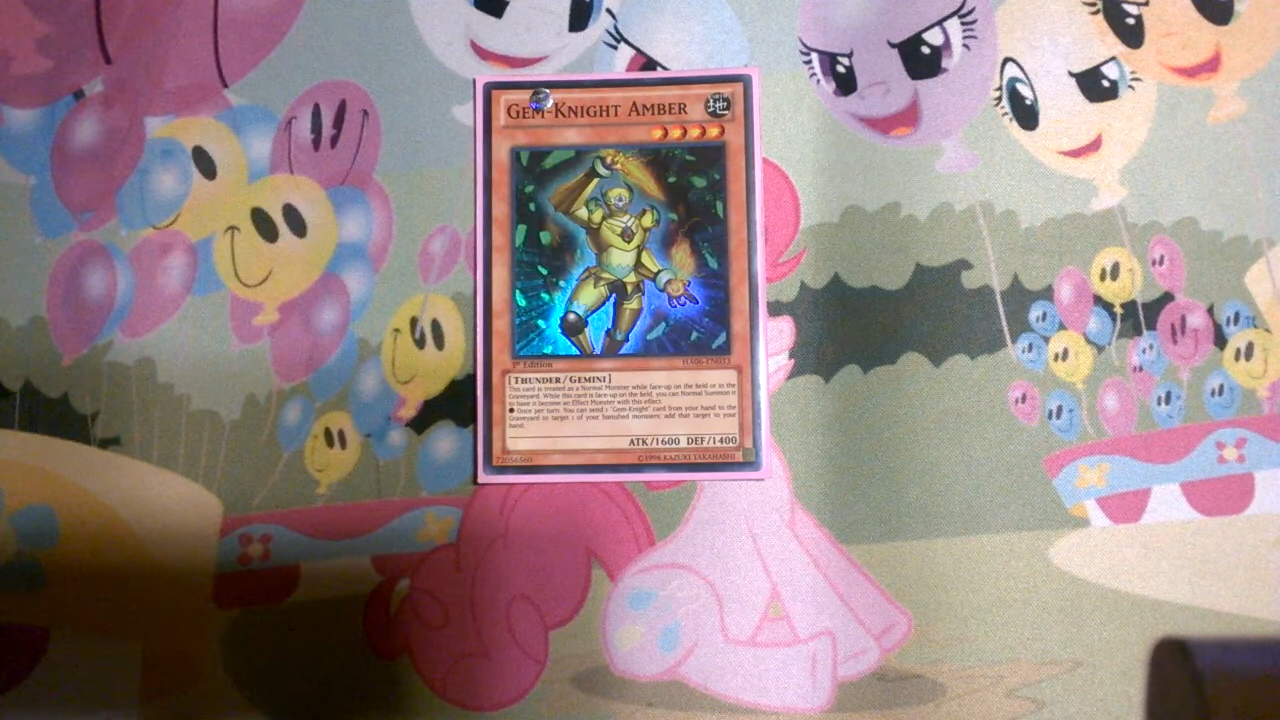 GEM-KNIGHT AMBER
地
1st Edition
HA06-EN033
[THUNDER/GEMINI]
This card is treated as a Normal Monster while face-up on the field or in the
Graveyard. While this card is face-up on the field, you can Normal Summon it
to have it become an Effect Monster with this effect.
● Once per turn: You can send 1 "Gem-Knight" card from your hand to the
Graveyard to target 1 of your banished monsters; add that target to your
hand.
ATK/1600 DEF/1400
72056560
©1996 KAZUKI TAKAHASHI